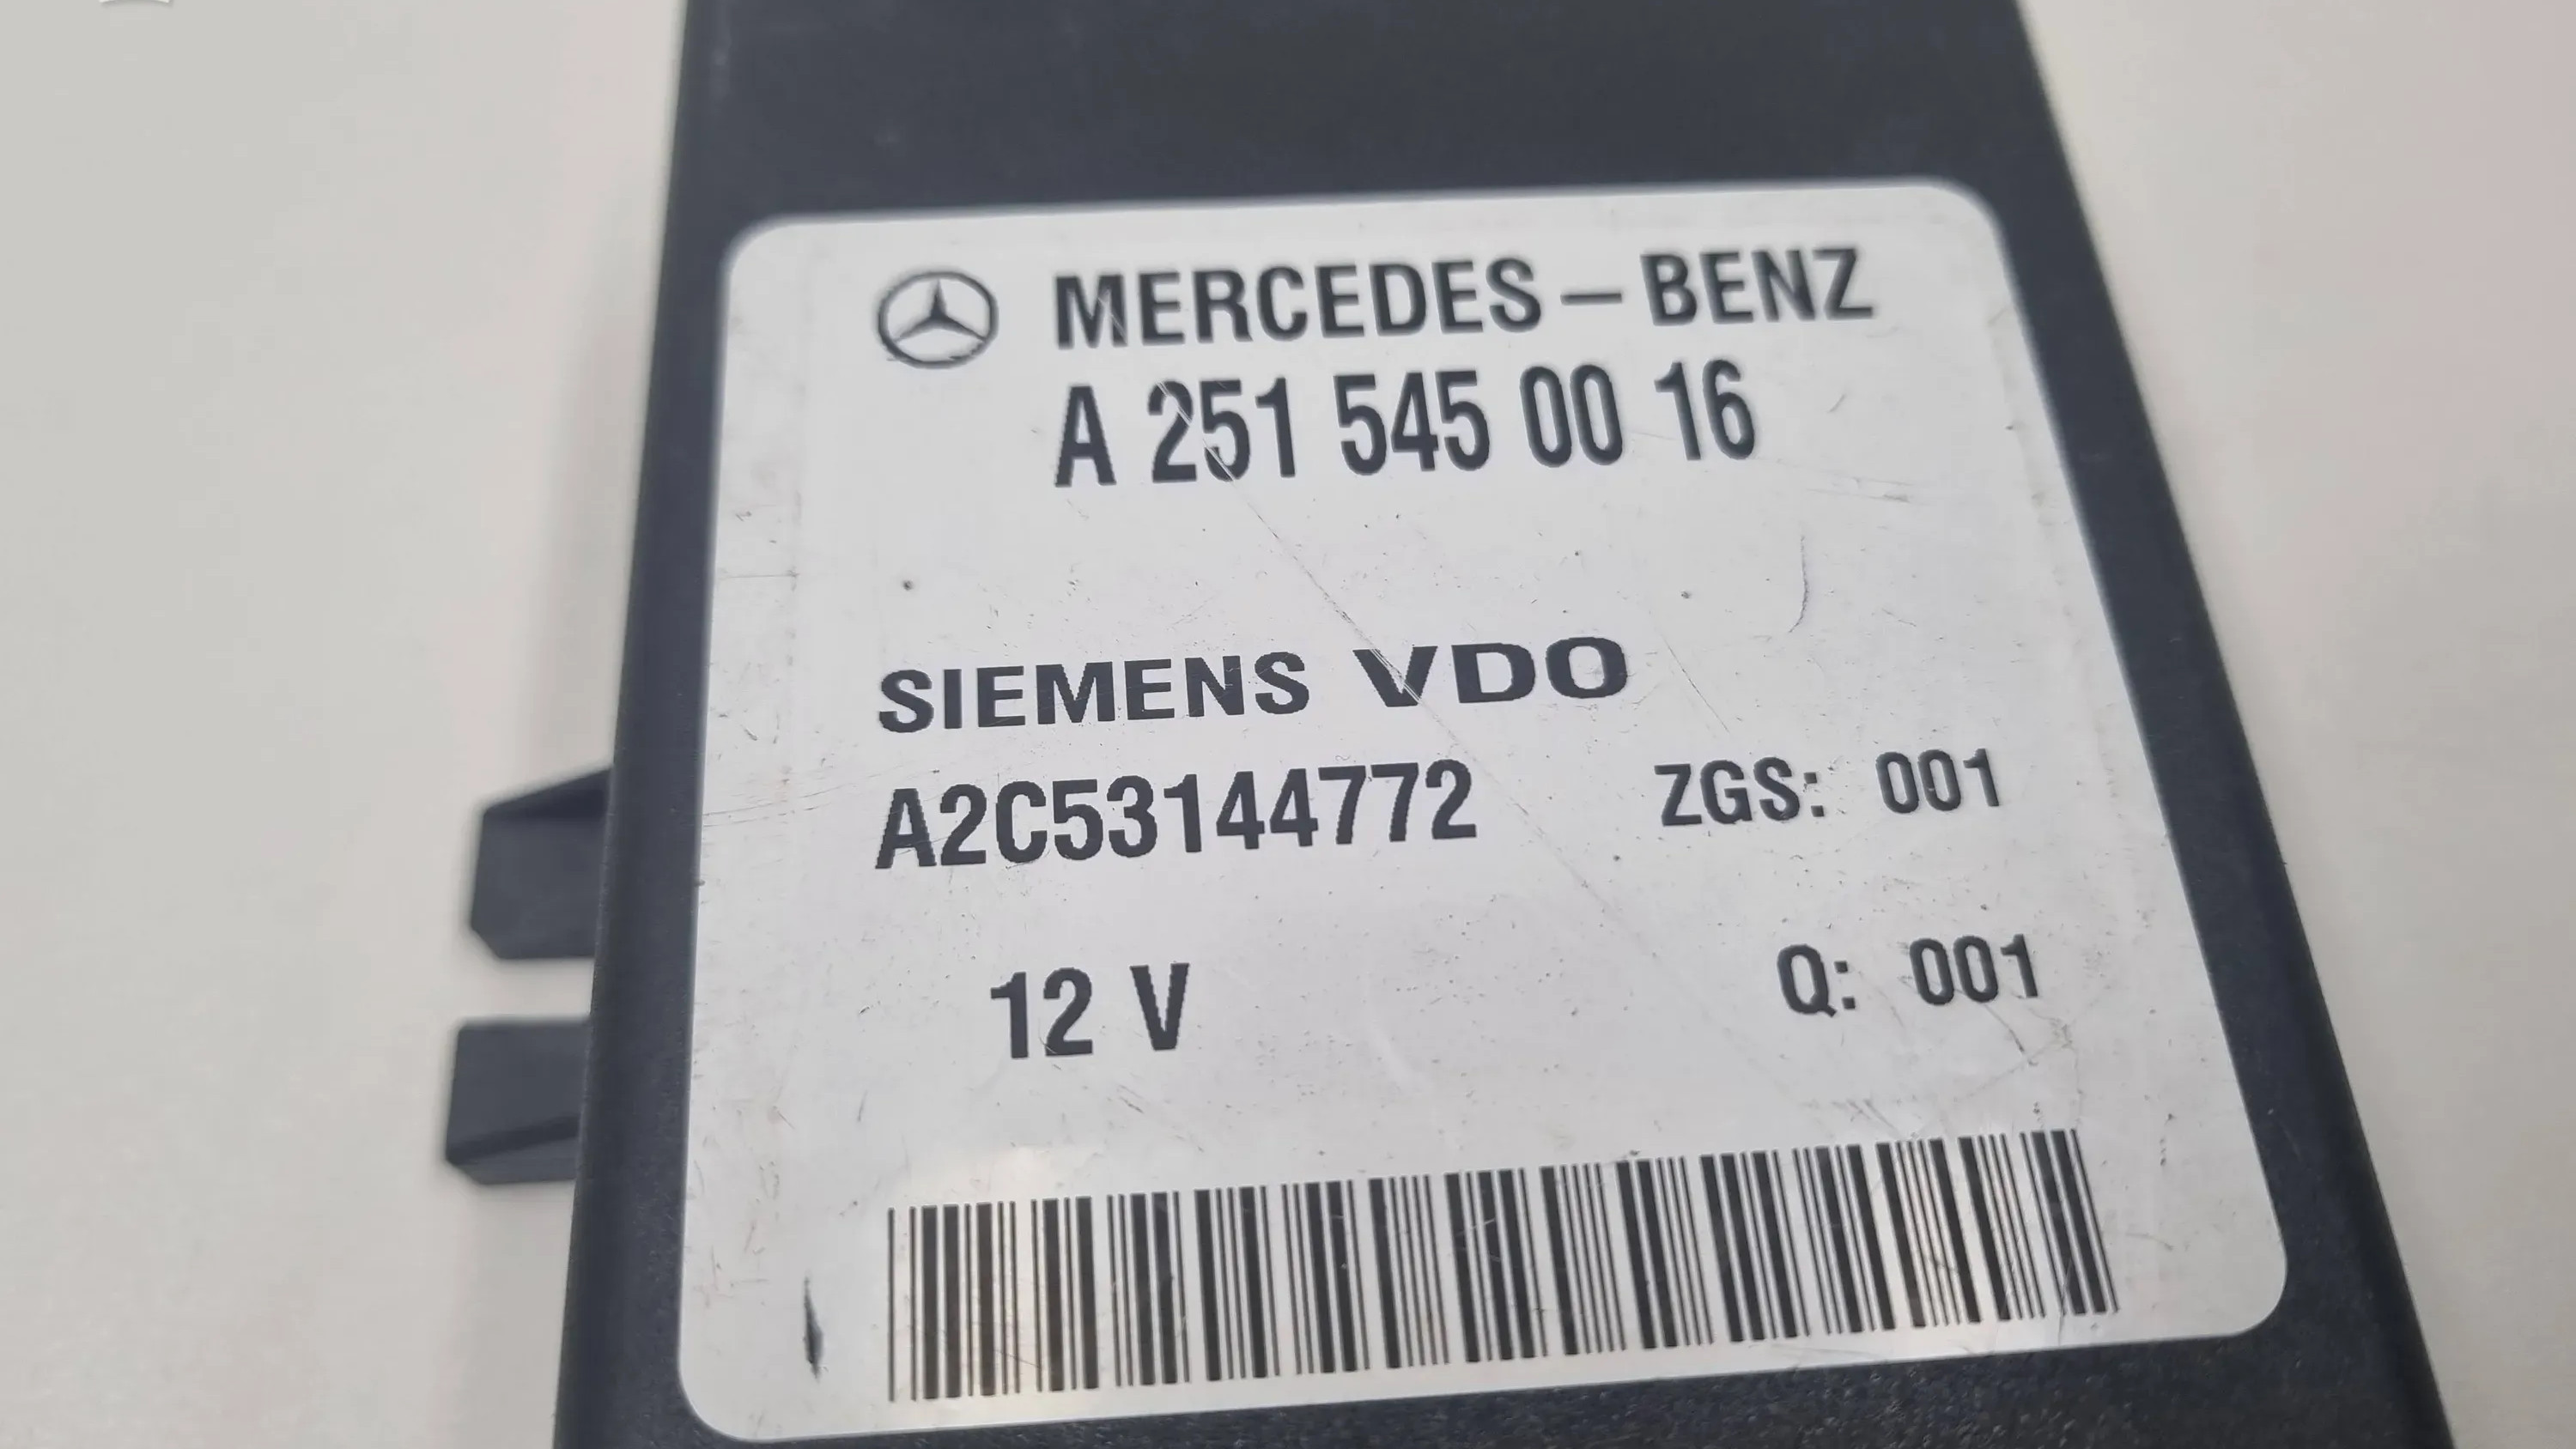 MERCEDES-BENZ
A 251 545 00 16
SIEMENS VDO
A2C53144772 ZGS: 001
12 V Q: 001